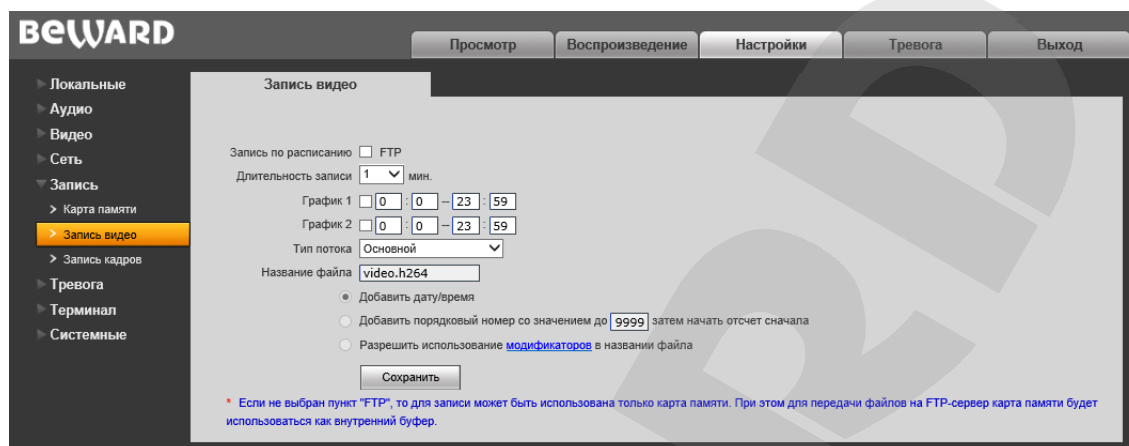 BEWARD
Просмотр Воспроизведение Настройки Тревога Выход
Локальные
Аудио
Видео
Сеть
Запись
Карта памяти
Запись видео
Запись кадров
Тревога
Терминал
Системные
Запись видео
Запись по расписанию FTP
Длительность записи 1 мин.
График 1 0 : 0 -- 23 : 59
График 2 0 : 0 -- 23 : 59
Тип потока Основной
Название файла video.h264
Добавить дату/время
Добавить порядковый номер со значением до 9999 затем начать отсчет сначала
Разрешить использование модификаторов в названии файла
Сохранить
* Если не выбран пункт "FTP", то для записи может быть использована только карта памяти. При этом для передачи файлов на FTP-сервер карта памяти будет
использоваться как внутренний буфер.